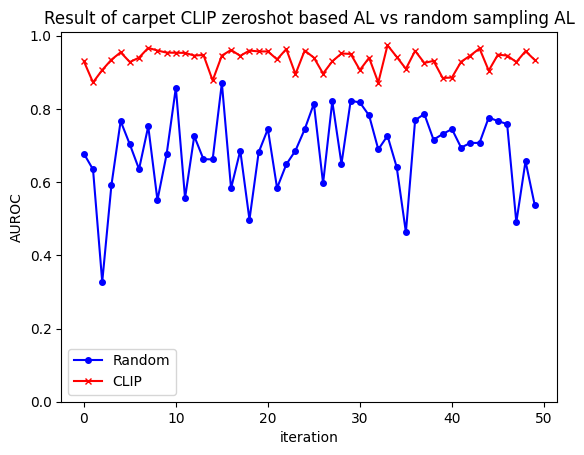 Result of carpet CLIP zeroshot based AL vs random sampling AL
1.0
0.8
0.6
0.4
0.2
0.0
AUROC
Random
CLIP
0 10 20 30 40 50
iteration